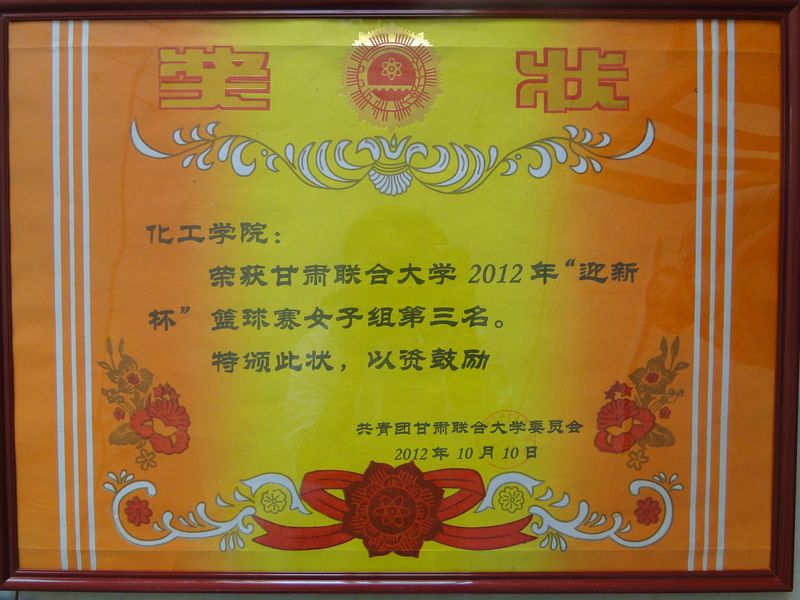 奖状
化工学院：
荣获甘肃联合大学 2012 年“迎新
杯” 篮球赛女子组第三名。
特颁此状，以资鼓励
共青团甘肃联合大学委员会
2012 年 10 月 10 日